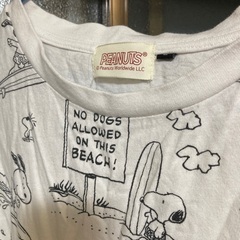 PEANUTS
© Peanuts Worldwide LLC
NO DOGS
ALLOWED
ON THIS
BEACH!